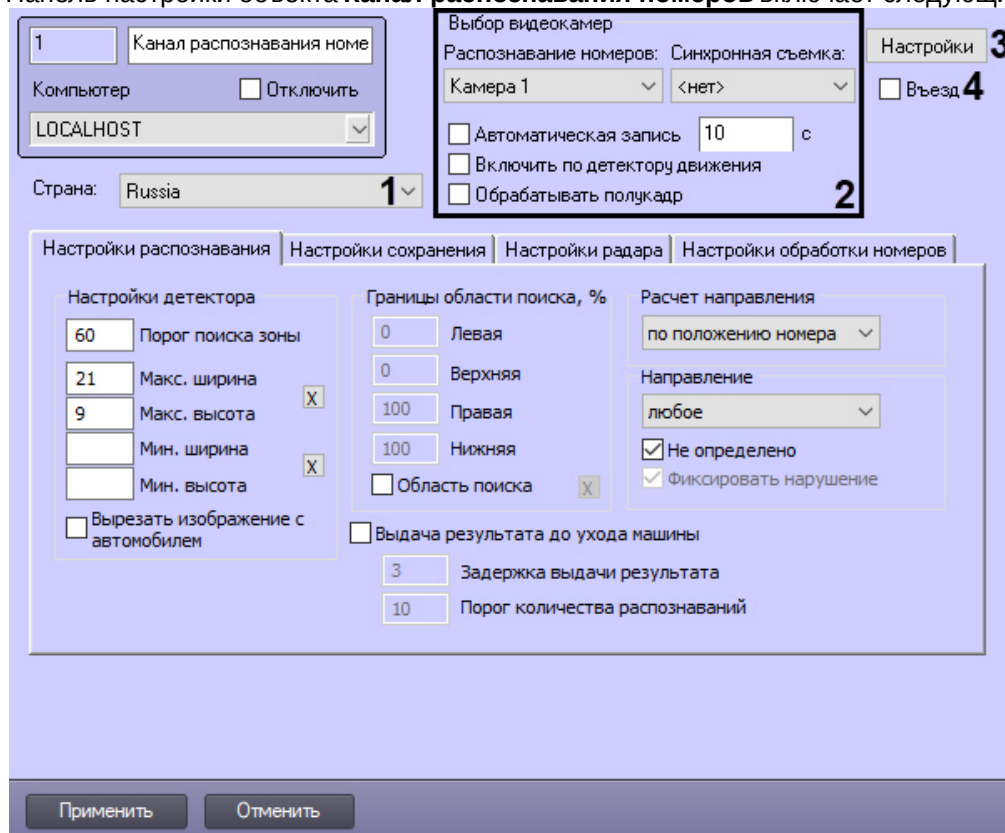 Панель настройки объекта Канал распознавания номеров включает следующи
1 Канал распознавания номе
Компьютер Отключить
LOCALHOST
Страна: Russia 1
Выбор видеокамер
Распознавание номеров: Синхронная съемка:
Камера 1 <нет>
Автоматическая запись 10 с
Включить по детектору движения
Обрабатывать полукадр 2
Настройки 3
Въезд 4
Настройки распознавания Настройки сохранения Настройки радара Настройки обработки номеров
Настройки детектора
60 Порог поиска зоны
21 Макс. ширина
9 Макс. высота
X
Мин. ширина
Мин. высота
X
Вырезать изображение с
автомобилем
Границы области поиска, %
0 Левая
0 Верхняя
100 Правая
100 Нижняя
Область поиска X
Расчет направления
по положению номера
Направление
любое
Не определено
Фиксировать нарушение
Выдача результата до ухода машины
3 Задержка выдачи результата
10 Порог количества распознаваний
Применить Отменить